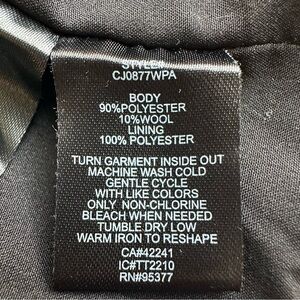 STYLE#
CJ0877WPA
BODY
90%POLYESTER
10%WOOL
LINING
100% POLYESTER
TURN GARMENT INSIDE OUT
MACHINE WASH COLD
GENTLE CYCLE
WITH LIKE COLORS
ONLY NON-CHLORINE
BLEACH WHEN NEEDED
TUMBLE DRY LOW
WARM IRON TO RESHAPE
CA#42241
IC#TT2210
RN#95377